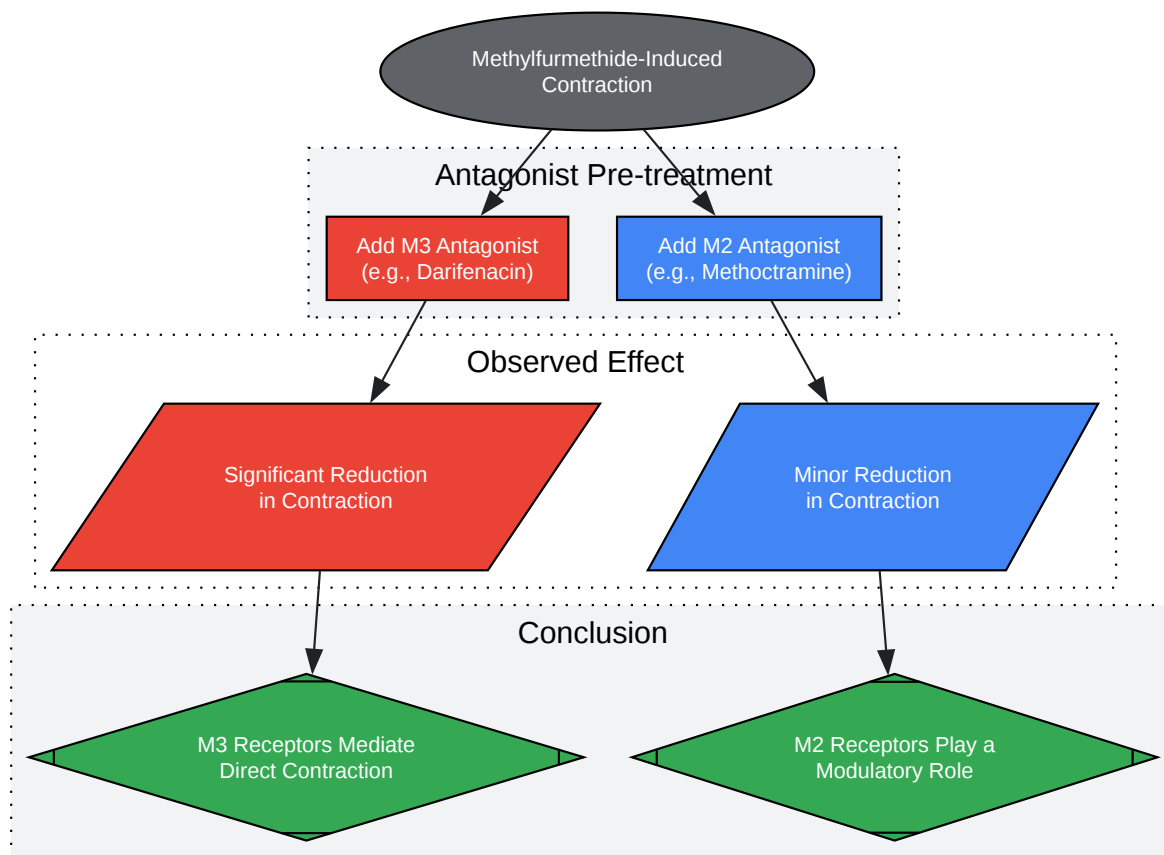 Methylfurmethide-Induced
Contraction
Antagonist Pre-treatment
Add M3 Antagonist
(e.g., Darifenacin)
Add M2 Antagonist
(e.g., Methoctramine)
Observed Effect
Significant Reduction
in Contraction
Minor Reduction
in Contraction
Conclusion
M3 Receptors Mediate
Direct Contraction
M2 Receptors Play a
Modulatory Role